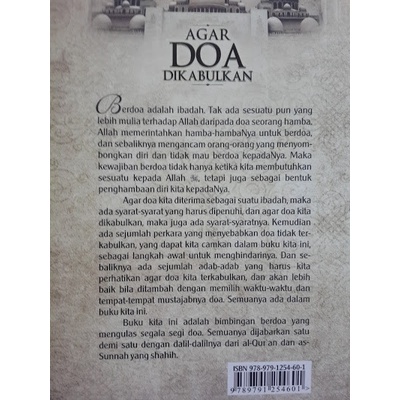 AGAR
DOA
DIKABULKAN
Berdoa adalah ibadah. Tak ada sesuatu pun yang
lebih mulia terhadap Allah daripada doa seorang hamba.
Allah memerintahkan hamba-hambaNya untuk berdoa,
dan sebaliknya mengancam orang-orang yang menyom-
bongkan diri dan tidak mau berdoa kepadaNya. Maka
kewajiban berdoa tidak hanya ketika kita membutuhkan
sesuatu kepada Allah ﷻ, tetapi juga sebagai bentuk
penghambaan diri kita kepadaNya.
Agar doa kita diterima sebagai suatu ibadah, maka
ada syarat-syarat yang harus dipenuhi, dan agar doa kita
dikabulkan, maka juga ada syarat-syaratnya. Kemudian
ada sejumlah perkara yang menyebabkan doa tidak ter-
kabulkan, yang dapat kita camkan dalam buku kita ini,
sebagai langkah awal untuk menghindarinya. Dan se-
baliknya ada sejumlah adab-adab yang harus kita
perhatikan agar doa kita terkabulkan, dan akan lebih
baik bila ditambah dengan memilih waktu-waktu dan
tempat-tempat mustajabnya doa. Semuanya ada dalam
buku kita ini.
Buku kita ini adalah bimbingan berdoa yang
mengulas segala segi doa. Semuanya dijabarkan satu
demi satu dengan dalil-dalilnya dari al-Qur'an dan as-
Sunnah yang shahih.
ISBN 978-979-1254-60-1
9789791254601